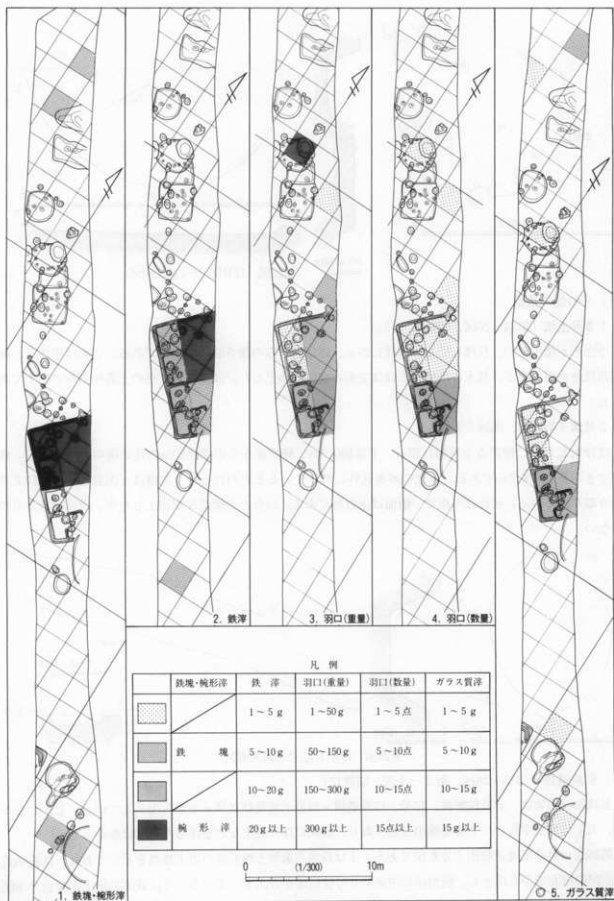 2. 鉄滓
3. 羽口(重量)
4. 羽口(数量)
凡 例
鉄塊・椀形滓 鉄 滓 羽口(重量) 羽口(数量) ガラス質滓
1～5g 1～50g 1～5点 1～5g
鉄 塊 5～10g 50～150g 5～10点 5～10g
10～20g 150～300g 10～15点 10～15g
椀 形 滓 20g以上 300g以上 15点以上 15g以上
0 (1/300) 10m
1. 鉄塊・椀形滓
5. ガラス質滓